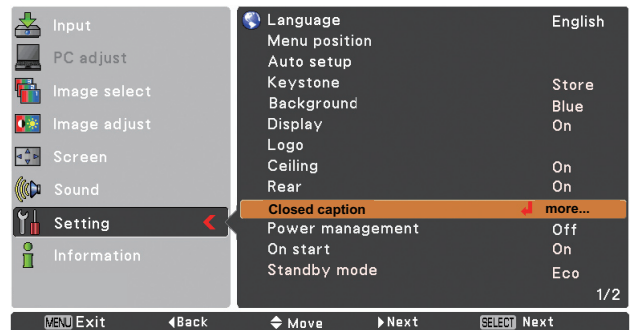 Input
PC adjust
Image select
Image adjust
Screen
Sound
Setting
Information
Language English
Menu position
Auto setup
Keystone Store
Background Blue
Display On
Logo
Ceiling On
Rear On
Closed caption more...
Power management Off
On start On
Standby mode Eco
1/2
MENU Exit Back Move Next SELECT Next